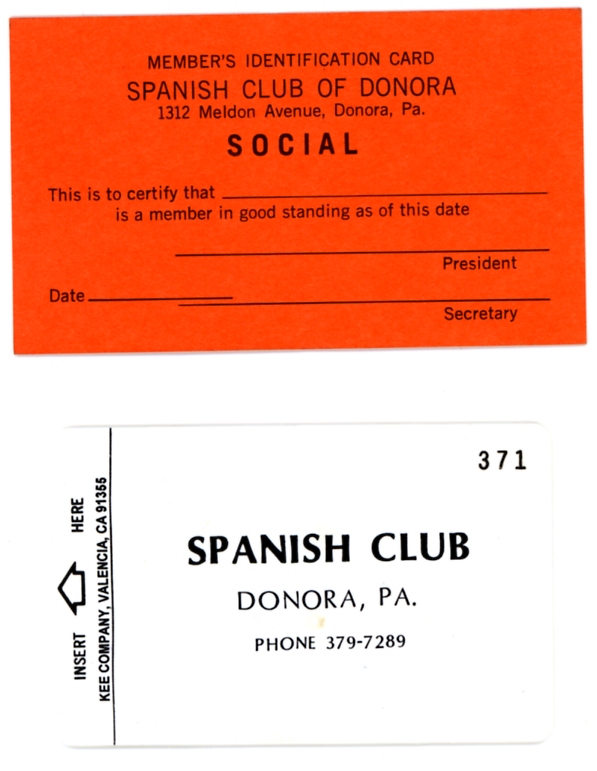 MEMBER'S IDENTIFICATION CARD
SPANISH CLUB OF DONORA
1312 Meldon Avenue, Donora, Pa.
SOCIAL
This is to certify that
is a member in good standing as of this date
President
Date
Secretary
371
SPANISH CLUB
DONORA, PA.
PHONE 379-7289
INSERT HERE
KEE COMPANY, VALENCIA, CA 91355